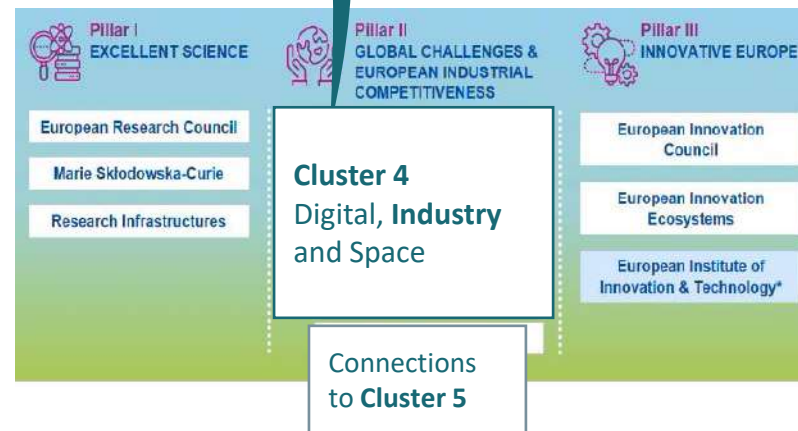 Pillar I
EXCELLENT SCIENCE
European Research Council
Marie Skłodowska-Curie
Research Infrastructures
Pillar II
GLOBAL CHALLENGES &
EUROPEAN INDUSTRIAL
COMPETITIVENESS
Cluster 4
Digital, Industry
and Space
Connections
to Cluster 5
Pillar III
INNOVATIVE EUROPE
European Innovation
Council
European Innovation
Ecosystems
European Institute of
Innovation & Technology*